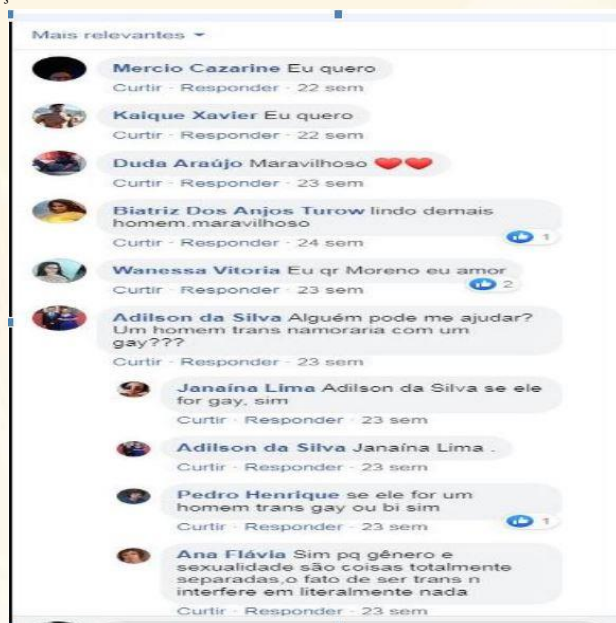 Mais relevantes
Mercio Cazarine Eu quero
Curtir · Responder · 22 sem
Kaique Xavier Eu quero
Curtir · Responder · 22 sem
Duda Araújo Maravilhoso ❤️❤️
Curtir · Responder · 23 sem
Biatriz Dos Anjos Turow lindo demais
homem.maravilhoso
Curtir · Responder · 24 sem
1
Wanessa Vitoria Eu qr Moreno eu amor
Curtir · Responder · 23 sem
2
Adilson da Silva Alguém pode me ajudar?
Um homem trans namoraria com um
gay???
Curtir · Responder · 23 sem
Janaína Lima Adilson da Silva se ele
for gay, sim
Curtir · Responder · 23 sem
Adilson da Silva Janaína Lima .
Curtir · Responder · 23 sem
Pedro Henrique se ele for um
homem trans gay ou bi sim
Curtir · Responder · 23 sem
1
Ana Flávia Sim pq gênero e
sexualidade são coisas totalmente
separadas,o fato de ser trans n
interfere em literalmente nada
Curtir · Responder · 23 sem